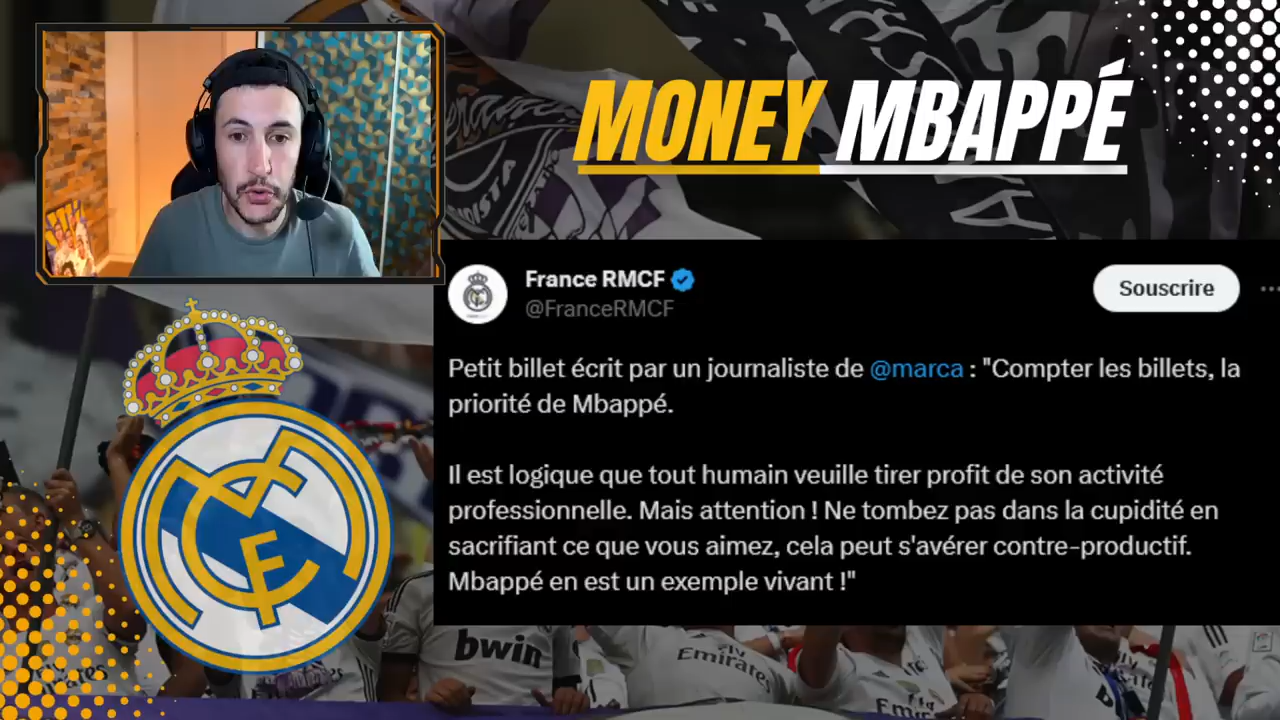 MONEY MBAPPÉ
France RMCF
@FranceRMCF
Souscrire
Petit billet écrit par un journaliste de @marca : "Compter les billets, la
priorité de Mbappé.
Il est logique que tout humain veuille tirer profit de son activité
professionnelle. Mais attention ! Ne tombez pas dans la cupidité en
sacrifiant ce que vous aimez, cela peut s'avérer contre-productif.
Mbappé en est un exemple vivant !"
bwin
Emirates